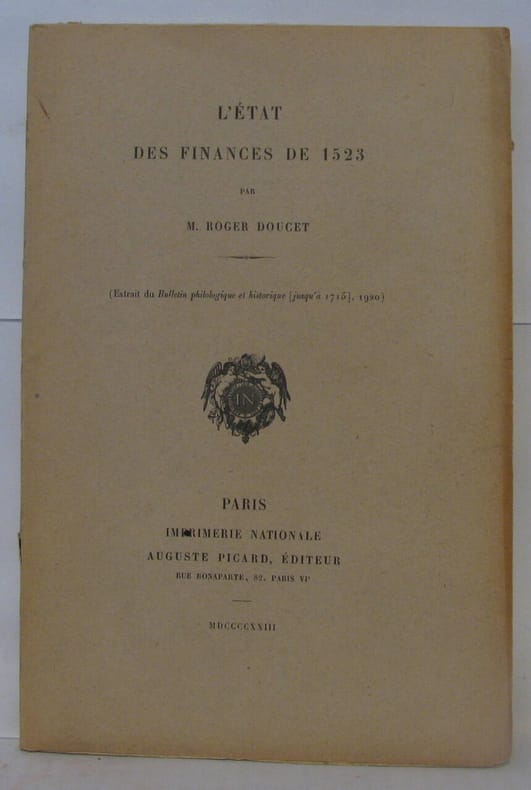 L'ÉTAT
DES FINANCES DE 1523
PAR
M. ROGER DOUCET
(Extrait du Bulletin philologique et historique [jusqu'à 1715], 1920)
IN
PARIS
IMPRIMERIE NATIONALE
AUGUSTE PICARD, ÉDITEUR
RUE BONAPARTE, 82, PARIS VIᵉ
MDCCCCXXIII